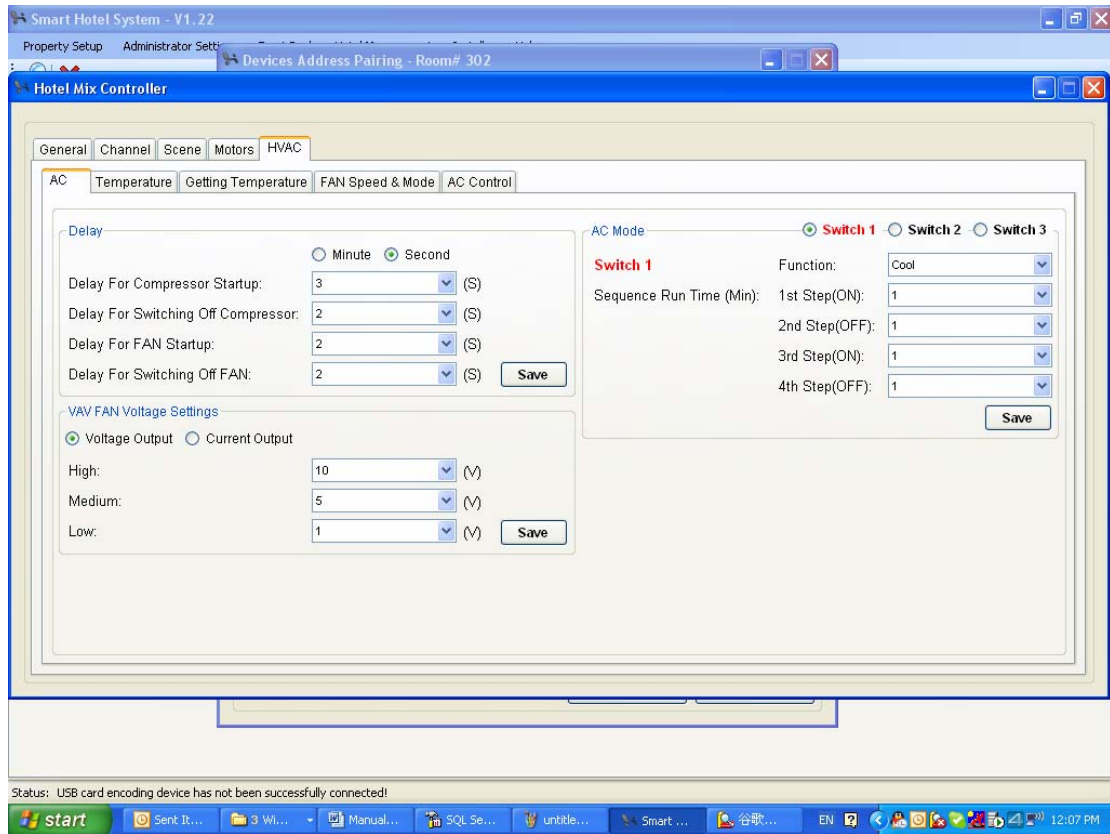 Smart Hotel System - V1.22
Property Setup Administrator
Devices Address Pairing - Room# 302
Hotel Mix Controller
General Channel Scene Motors HVAC
AC Temperature Getting Temperature FAN Speed & Mode AC Control
Delay
Minute Second
Delay For Compressor Startup: 3 (S)
Delay For Switching Off Compressor: 2 (S)
Delay For FAN Startup: 2 (S)
Delay For Switching Off FAN: 2 (S) Save
VAV FAN Voltage Settings
Voltage Output Current Output
High: 10 (V)
Medium: 5 (V)
Low: 1 (V) Save
AC Mode Switch 1 Switch 2 Switch 3
Switch 1 Function: Cool
Sequence Run Time (Min): 1st Step(ON): 1
2nd Step(OFF): 1
3rd Step(ON): 1
4th Step(OFF): 1
Save
Status: USB card encoding device has not been successfully connected!
start Sent It... 3 Wi... Manual... SQL Se... untitle... Smart ... 谷歌... EN 12:07 PM